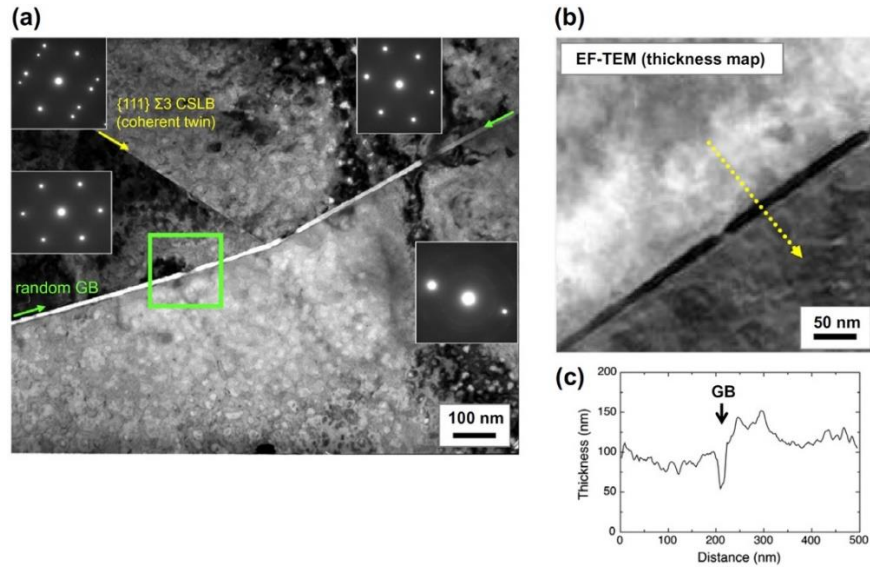 (a)
{111} Σ3 CSLB
(coherent twin)
random GB
100 nm
(b)
EF-TEM (thickness map)
50 nm
(c)
GB
Thickness (nm)
200
150
100
50
0
0 100 200 300 400 500
Distance (nm)